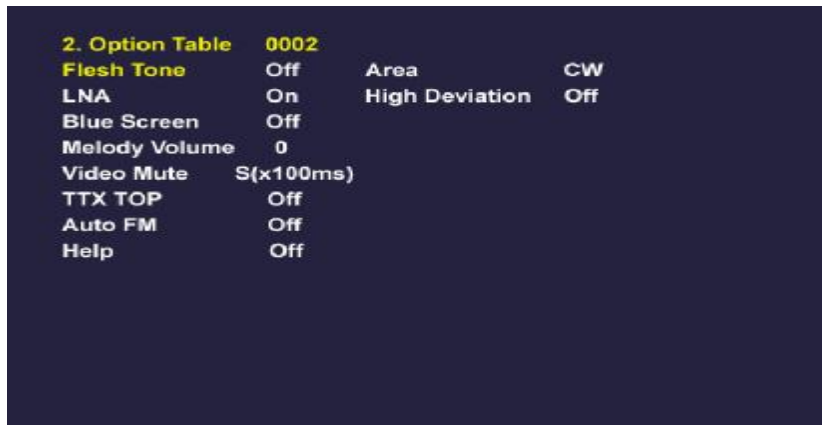 2. Option Table 0002
Flesh Tone Off Area CW
LNA On High Deviation Off
Blue Screen Off
Melody Volume 0
Video Mute S(x100ms)
TTX TOP Off
Auto FM Off
Help Off